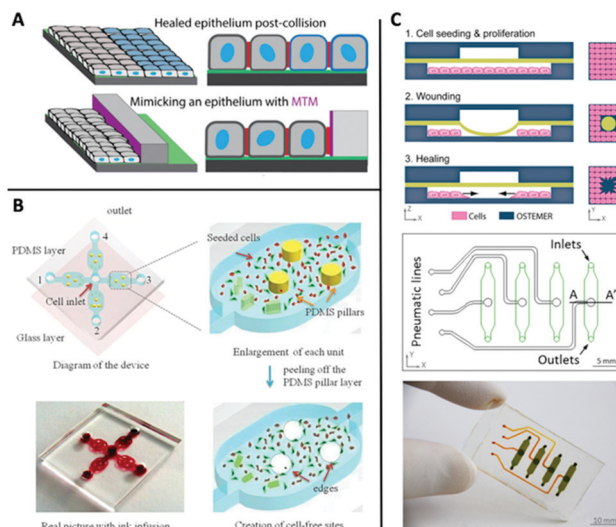 A
Healed epithelium post-collision
Mimicking an epithelium with MTM
B
outlet
PDMS layer
4
1
3
Cell inlet
2
Glass layer
Diagram of the device
Seeded cells
PDMS pillars
Enlargement of each unit
peeling off the
PDMS pillar layer
edges
Real picture with ink infusion
Creation of cell-free sites
C
1. Cell seeding & proliferation
2. Wounding
3. Healing
Z
X
Cells
OSTEMER
Y
X
Inlets
Pneumatic lines
A
A'
Y
X
Outlets
5 mm
10 mm